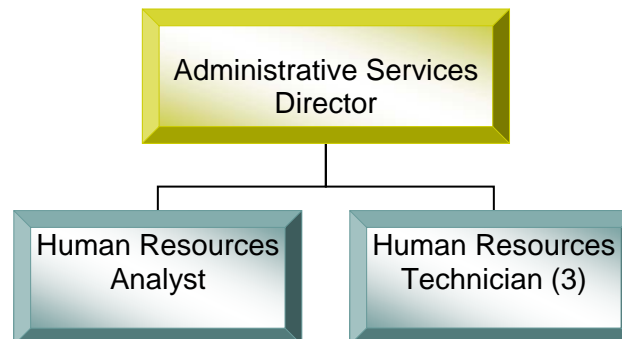 Administrative Services
Director
Human Resources
Analyst
Human Resources
Technician (3)